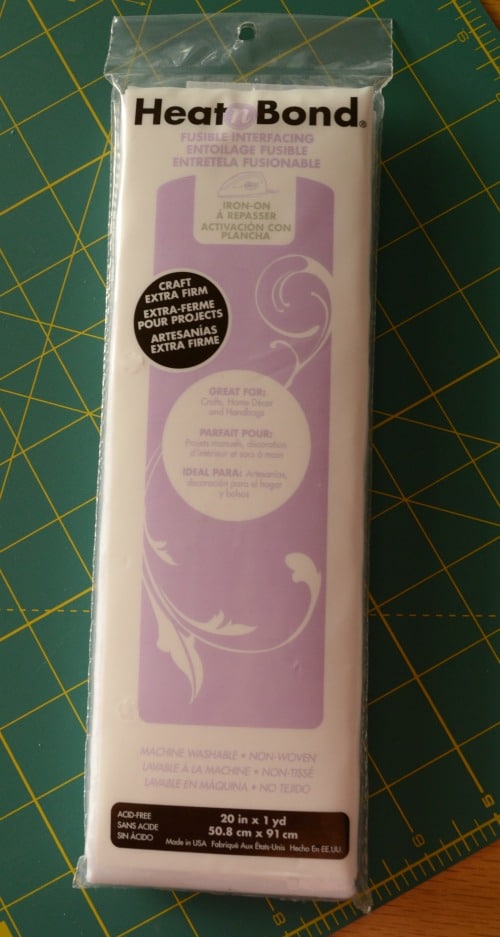 Heat n Bond®
FUSIBLE INTERFACING
ENTOILAGE FUSIBLE
ENTRETELA FUSIONABLE
IRON-ON
À REPASSER
ACTIVACIÓN CON
PLANCHA
CRAFT
EXTRA FIRM
EXTRA-FERME
POUR PROJECTS
ARTESANÍAS
EXTRA FIRME
GREAT FOR:
Crafts, Home Décor
and Handbags
PARFAIT POUR:
Projets manuels, décoration
d'intérieur et sacs à main
IDEAL PARA: Artesanías,
decoración para el hogar
y bolsos
MACHINE WASHABLE • NON-WOVEN
LAVABLE À LA MACHINE • NON-TISSÉ
LAVABLE EN MÁQUINA • NO TEJIDO
ACID-FREE
SANS ACIDE
SIN ÁCIDO
20 in x 1 yd
50.8 cm x 91 cm
Made in USA Fabriqué Aux États-Unis Hecho En EE.UU.